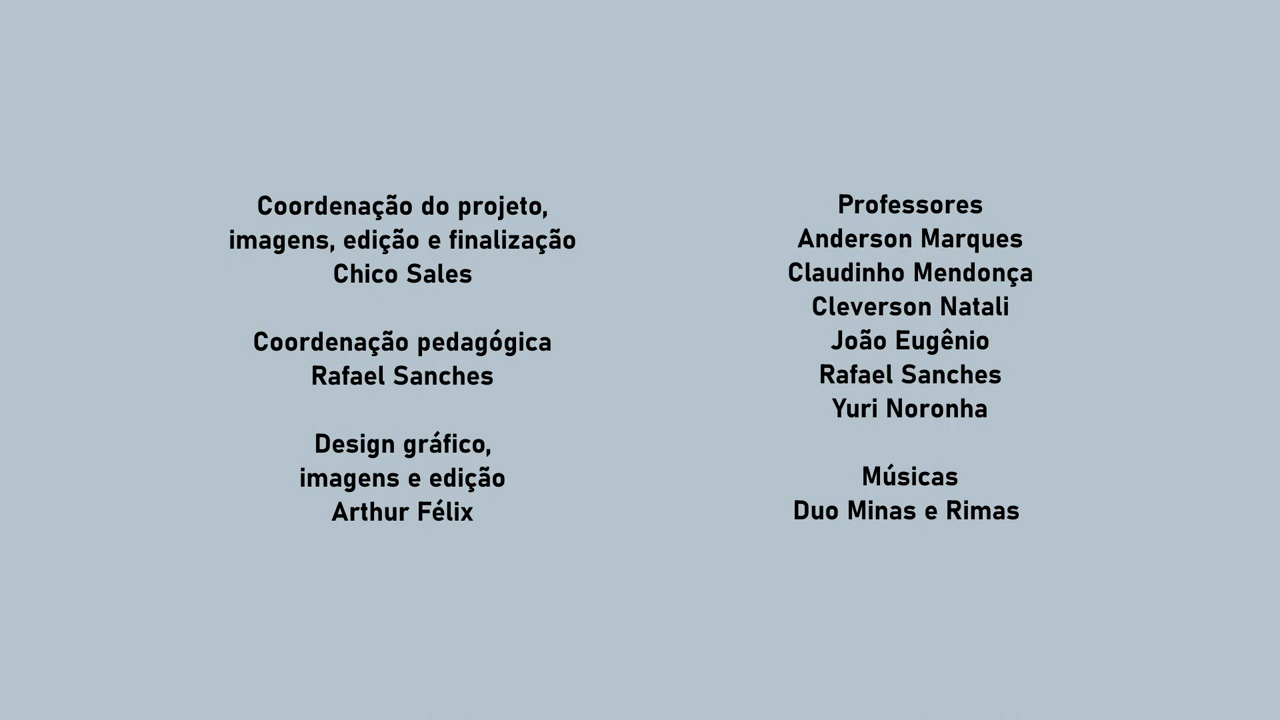 Coordenação do projeto,
imagens, edição e finalização
Chico Sales
Coordenação pedagógica
Rafael Sanches
Design gráfico,
imagens e edição
Arthur Félix
Professores
Anderson Marques
Claudinho Mendonça
Cleverson Natali
João Eugênio
Rafael Sanches
Yuri Noronha
Músicas
Duo Minas e Rimas